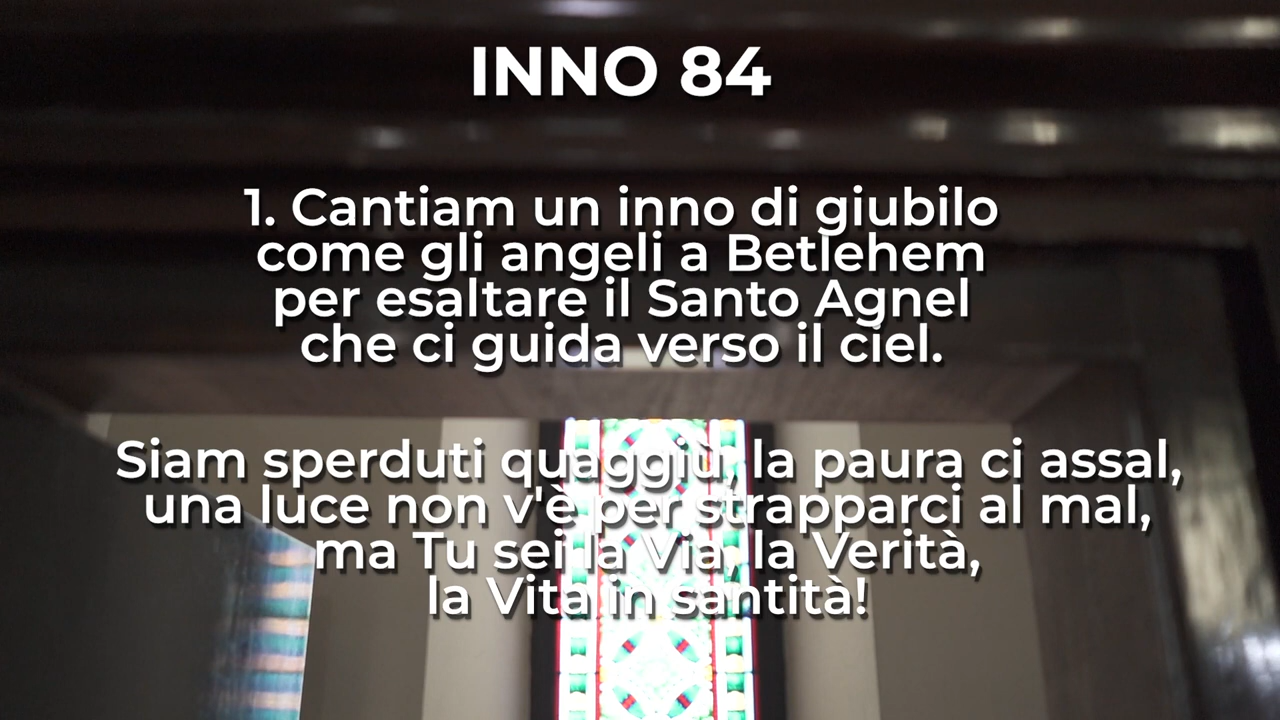 INNO 84
1. Cantiam un inno di giubilo
come gli angeli a Betlehem
per esaltare il Santo Agnel
che ci guida verso il ciel.
Siam sperduti quaggiù, la paura ci assal,
una luce non v'è per strapparci al mal,
ma Tu sei la Via, la Verità,
la Vita in santità!